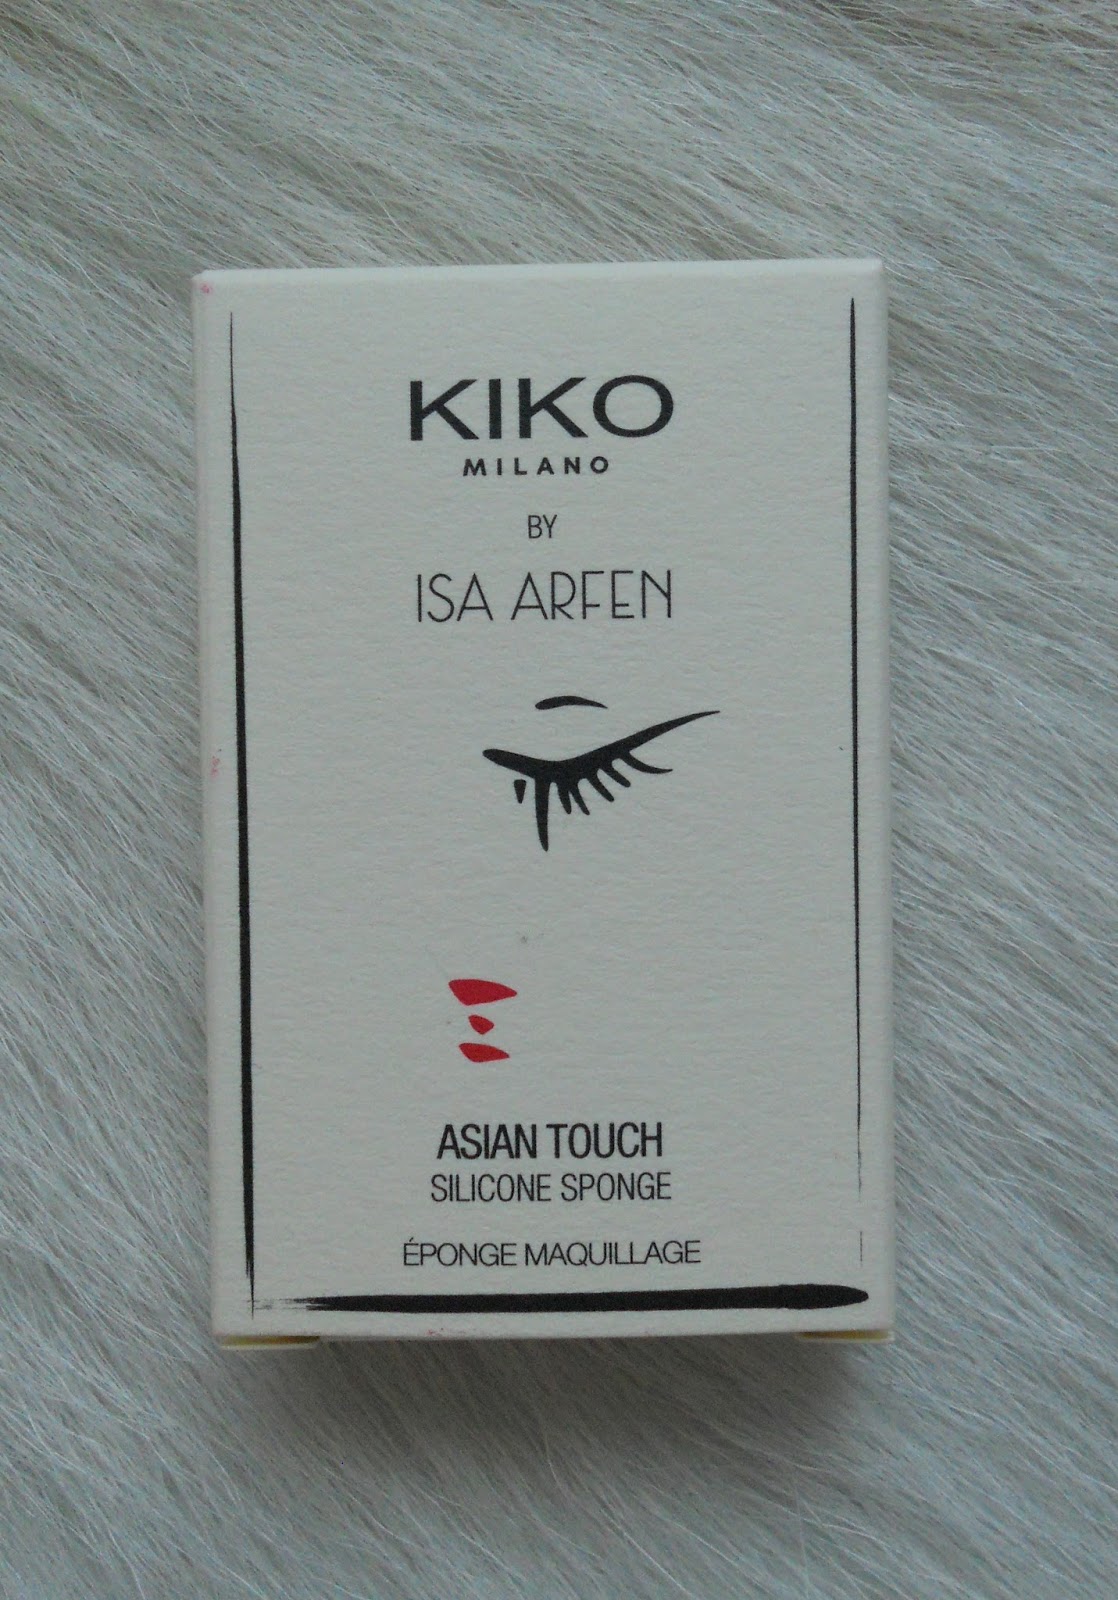 KIKO
MILANO
BY
ISA ARFEN
ASIAN TOUCH
SILICONE SPONGE
ÉPONGE MAQUILLAGE